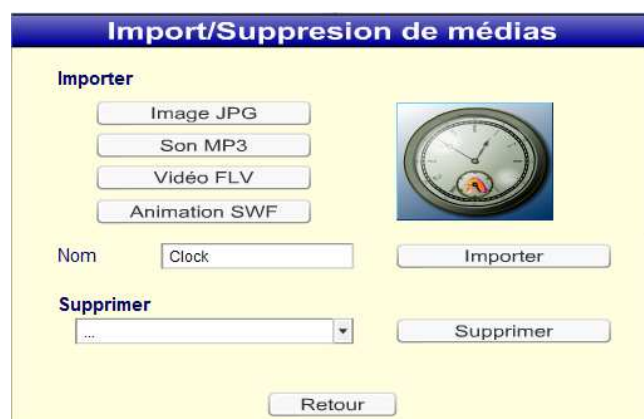 Import/Suppresion de médias
Importer
Image JPG
Son MP3
Vidéo FLV
Animation SWF
Nom Clock Importer
Supprimer
... Supprimer
Retour